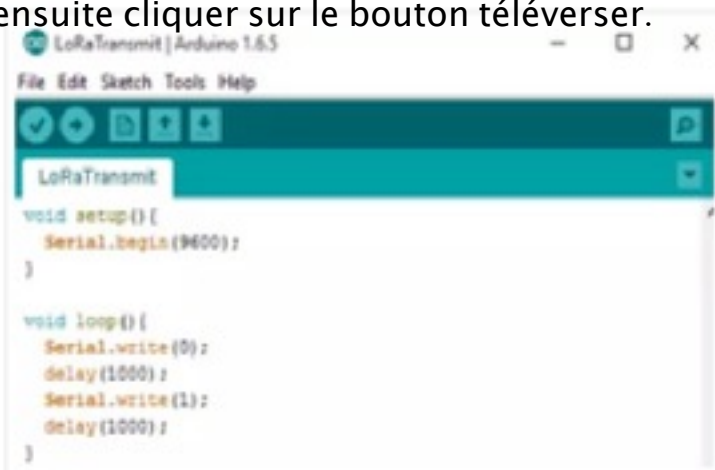 ensuite cliquer sur le bouton téléverser.
LoRaTransmit | Arduino 1.6.5
File Edit Sketch Tools Help
LoRaTransmit
void setup(){
  Serial.begin(9600);
}

void loop(){
  Serial.write(0);
  delay(1000);
  Serial.write(1);
  delay(1000);
}